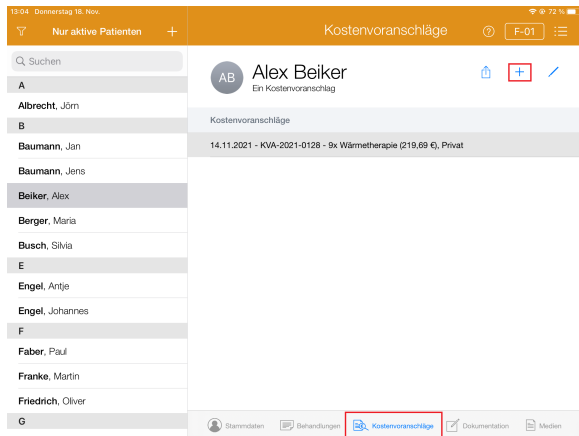 13:04 Donnerstag 18. Nov.
72 %
Nur aktive Patienten +
Kostenvoranschläge
? F-01
Suchen
A
Albrecht, Jörn
B
Baumann, Jan
Baumann, Jens
Beiker, Alex
Berger, Maria
Busch, Silvia
E
Engel, Antje
Engel, Johannes
F
Faber, Paul
Franke, Martin
Friedrich, Oliver
G
AB
Alex Beiker
Ein Kostenvoranschlag
Kostenvoranschläge
14.11.2021 - KVA-2021-0128 - 9x Wärmetherapie (219,69 €), Privat
Stammdaten Behandlungen Kostenvoranschläge Dokumentation Medien